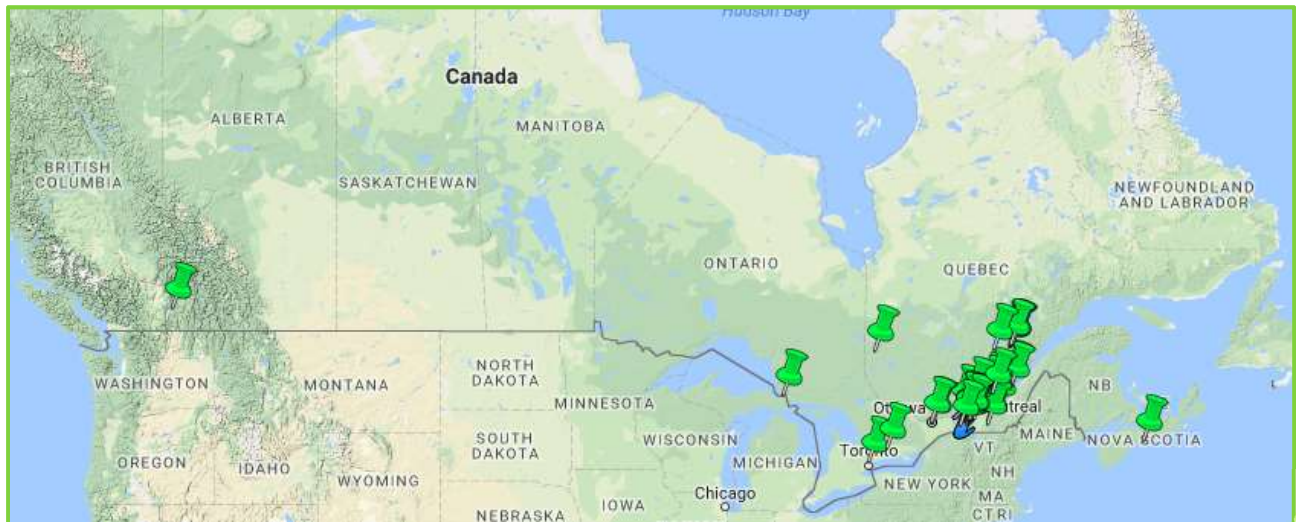 Hudson Bay
Canada
ALBERTA
MANITOBA
BRITISH
COLUMBIA
SASKATCHEWAN
NEWFOUNDLAND
AND LABRADOR
ONTARIO
QUEBEC
NORTH
DAKOTA
WASHINGTON
MONTANA
MINNESOTA
NB
Ottawa
Montreal
SOUTH
DAKOTA
WISCONSIN
MAINE
NOVA SCOTIA
OREGON
IDAHO
WYOMING
MICHIGAN
Toronto
VT
NH
NEW YORK
Chicago
IOWA
MA
NEBRASKA
CT RI